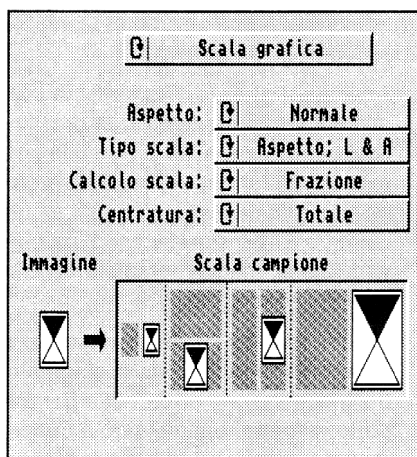 Scala grafica
Aspetto: Normale
Tipo scala: Aspetto; L & A
Calcolo scala: Frazione
Centratura: Totale
Immagine Scala campione